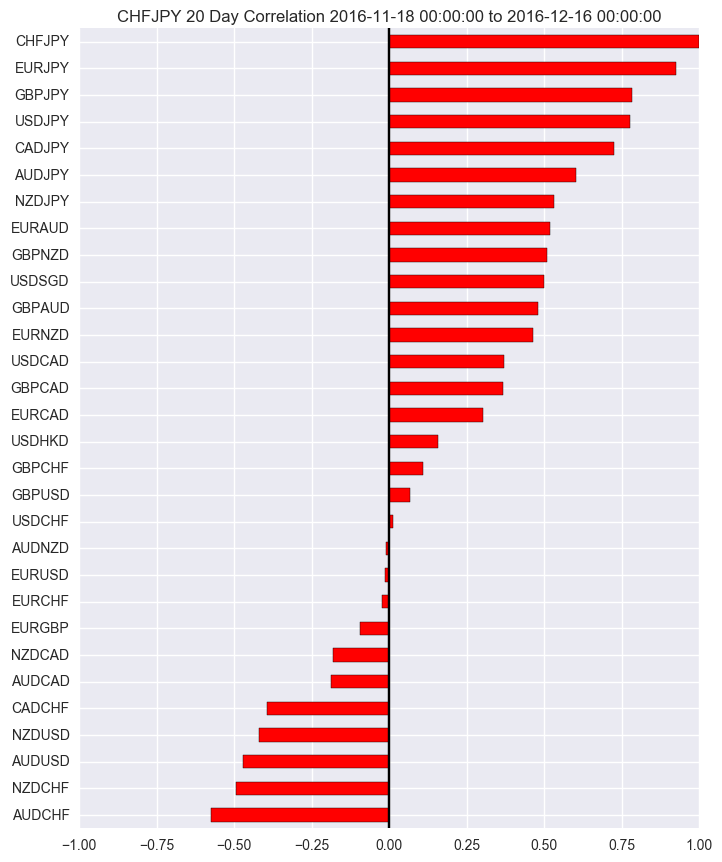 CHFJPY 20 Day Correlation 2016-11-18 00:00:00 to 2016-12-16 00:00:00
CHFJPY
EURJPY
GBPJPY
USDJPY
CADJPY
AUDJPY
NZDJPY
EURAUD
GBPNZD
USDSGD
GBPAUD
EURNZD
USDCAD
GBPCAD
EURCAD
USDHKD
GBPCHF
GBPUSD
USDCHF
AUDNZD
EURUSD
EURCHF
EURGBP
NZDCAD
AUDCAD
CADCHF
NZDUSD
AUDUSD
NZDCHF
AUDCHF
−1.00 −0.75 −0.50 −0.25 0.00 0.25 0.50 0.75 1.00